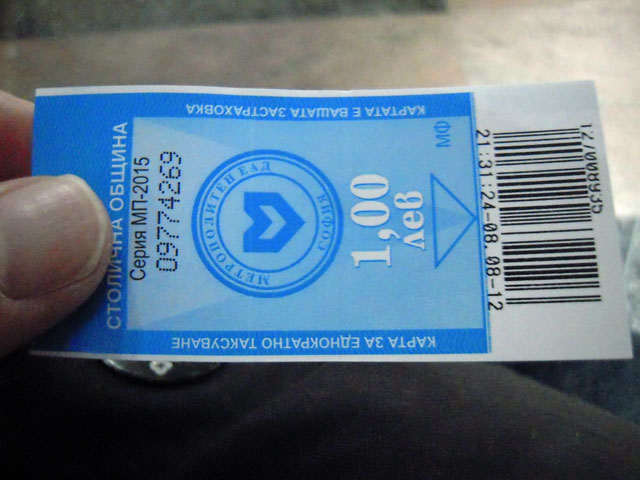 СТОЛИЧНА ОБЩИНА
Серия МП-2015
09774269
МЕТРОПОЛИТЕН ЕАД
СОФИЯ
1,00
лев
МФ
КАРТАТА Е ВАШАТА ЗАСТРАХОВКА
КАРТА ЗА ЕДНОКРАТНО ТАКСУВАНЕ
21:31:24-08.08-12